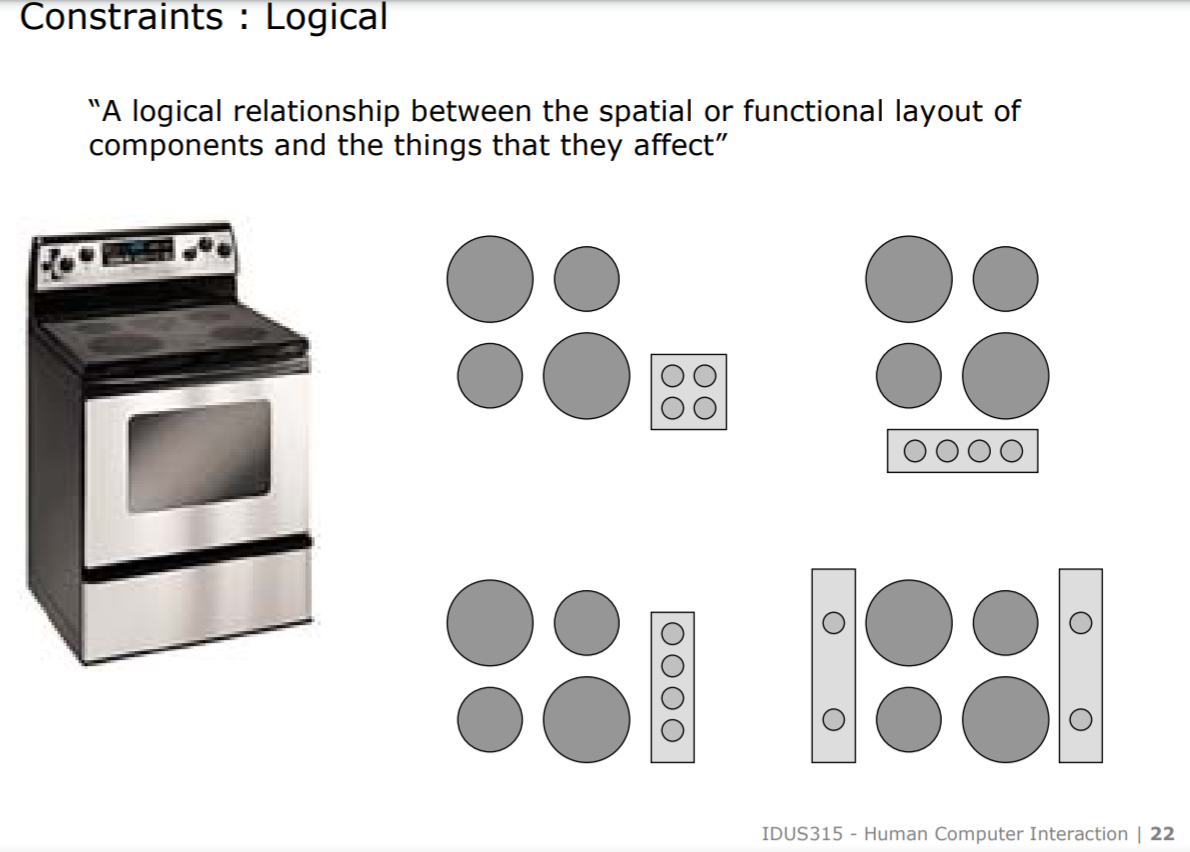 Constraints : Logical
“A logical relationship between the spatial or functional layout of
components and the things that they affect”
IDUS315 - Human Computer Interaction | 22